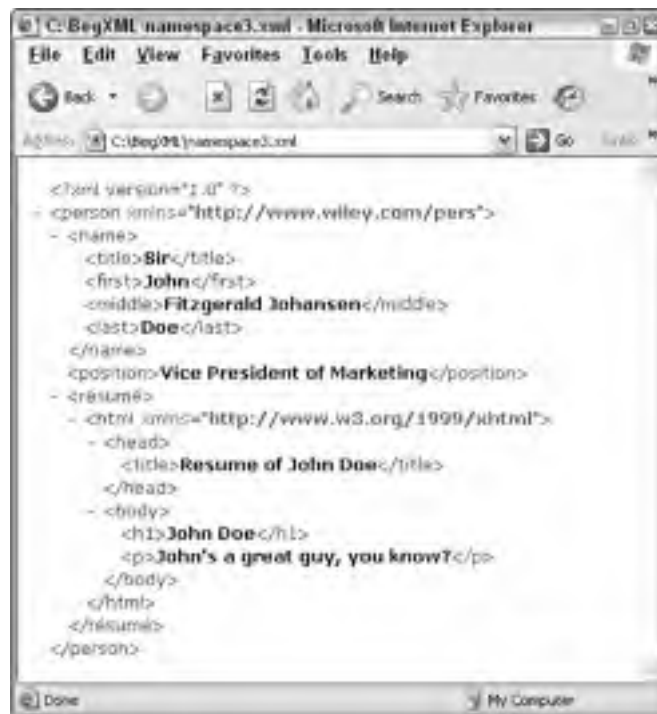 C:\BegXML\namespace3.xml - Microsoft Internet Explorer
File Edit View Favorites Tools Help
Back Search Favorites
Address C:\BegXML\namespace3.xml Go Links »
<?xml version="1.0" ?>
- <person xmlns="http://www.wiley.com/pers">
- <name>
<title>Sir</title>
<first>John</first>
<middle>Fitzgerald Johansen</middle>
<last>Doe</last>
</name>
<position>Vice President of Marketing</position>
- <résumé>
- <html xmlns="http://www.w3.org/1999/xhtml">
- <head>
<title>Resume of John Doe</title>
</head>
- <body>
<h1>John Doe</h1>
<p>John's a great guy, you know?</p>
</body>
</html>
</résumé>
</person>
Done My Computer